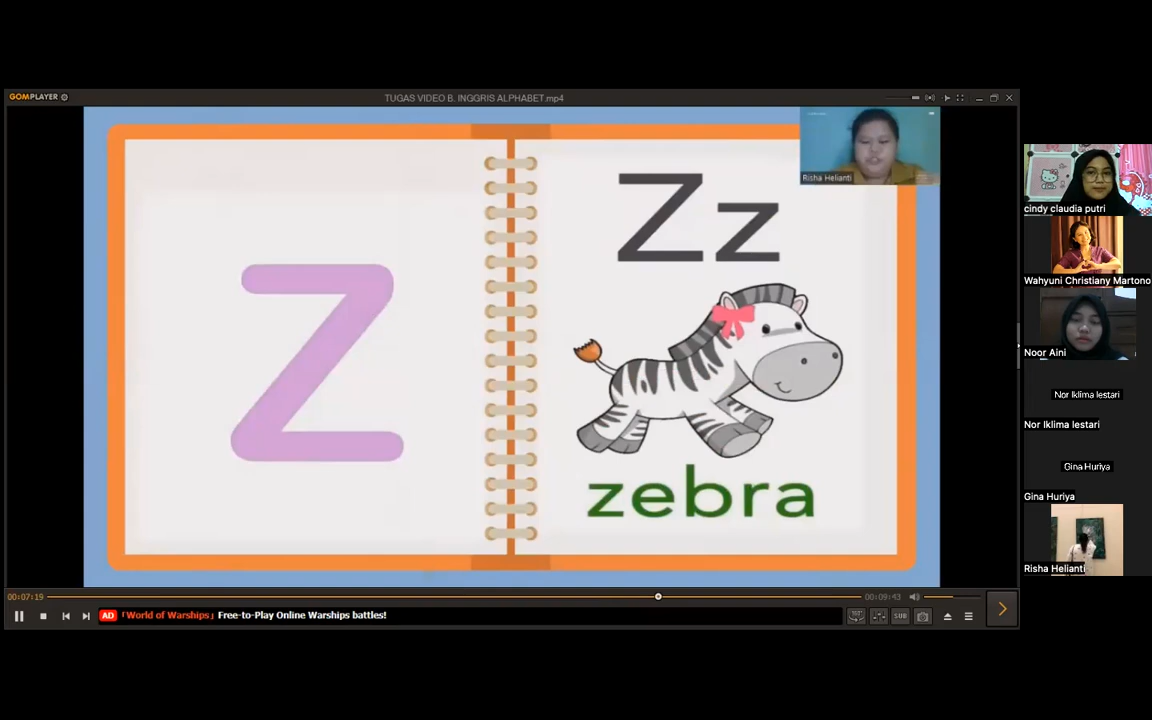 GOMPLAYER
TUGAS VIDEO B. INGGRIS ALPHABET.mp4
Risha Helianti
Z
Zz
zebra
00:07:19
00:09:43
AD 「World of Warships」 Free-to-Play Online Warships battles!
SUB
cindy claudia putri
Wahyuni Christiany Martono
Noor Aini
Nor Iklima lestari
Nor Iklima lestari
Gina Huriya
Gina Huriya
Risha Helianti